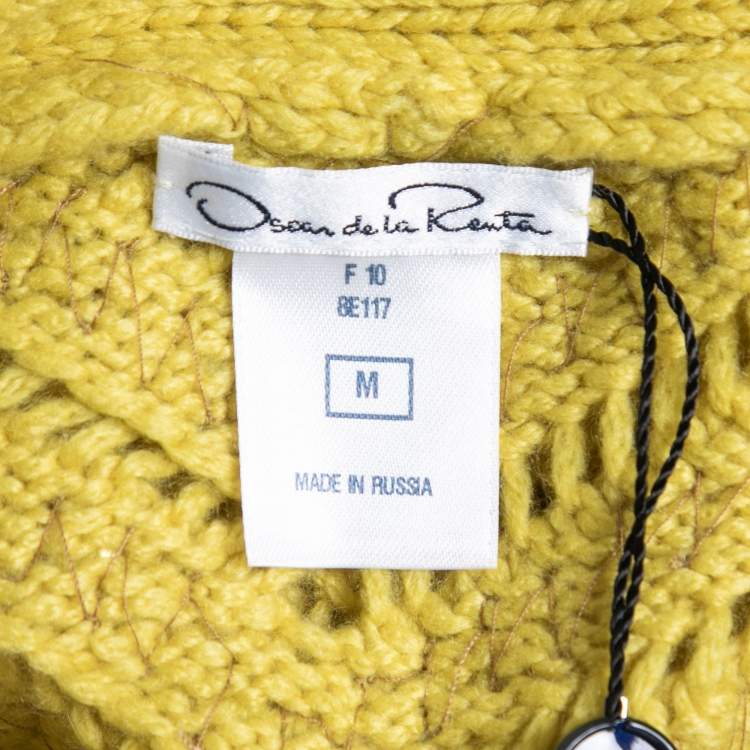 Oscar de la Renta
F 10
8E117
M
MADE IN RUSSIA